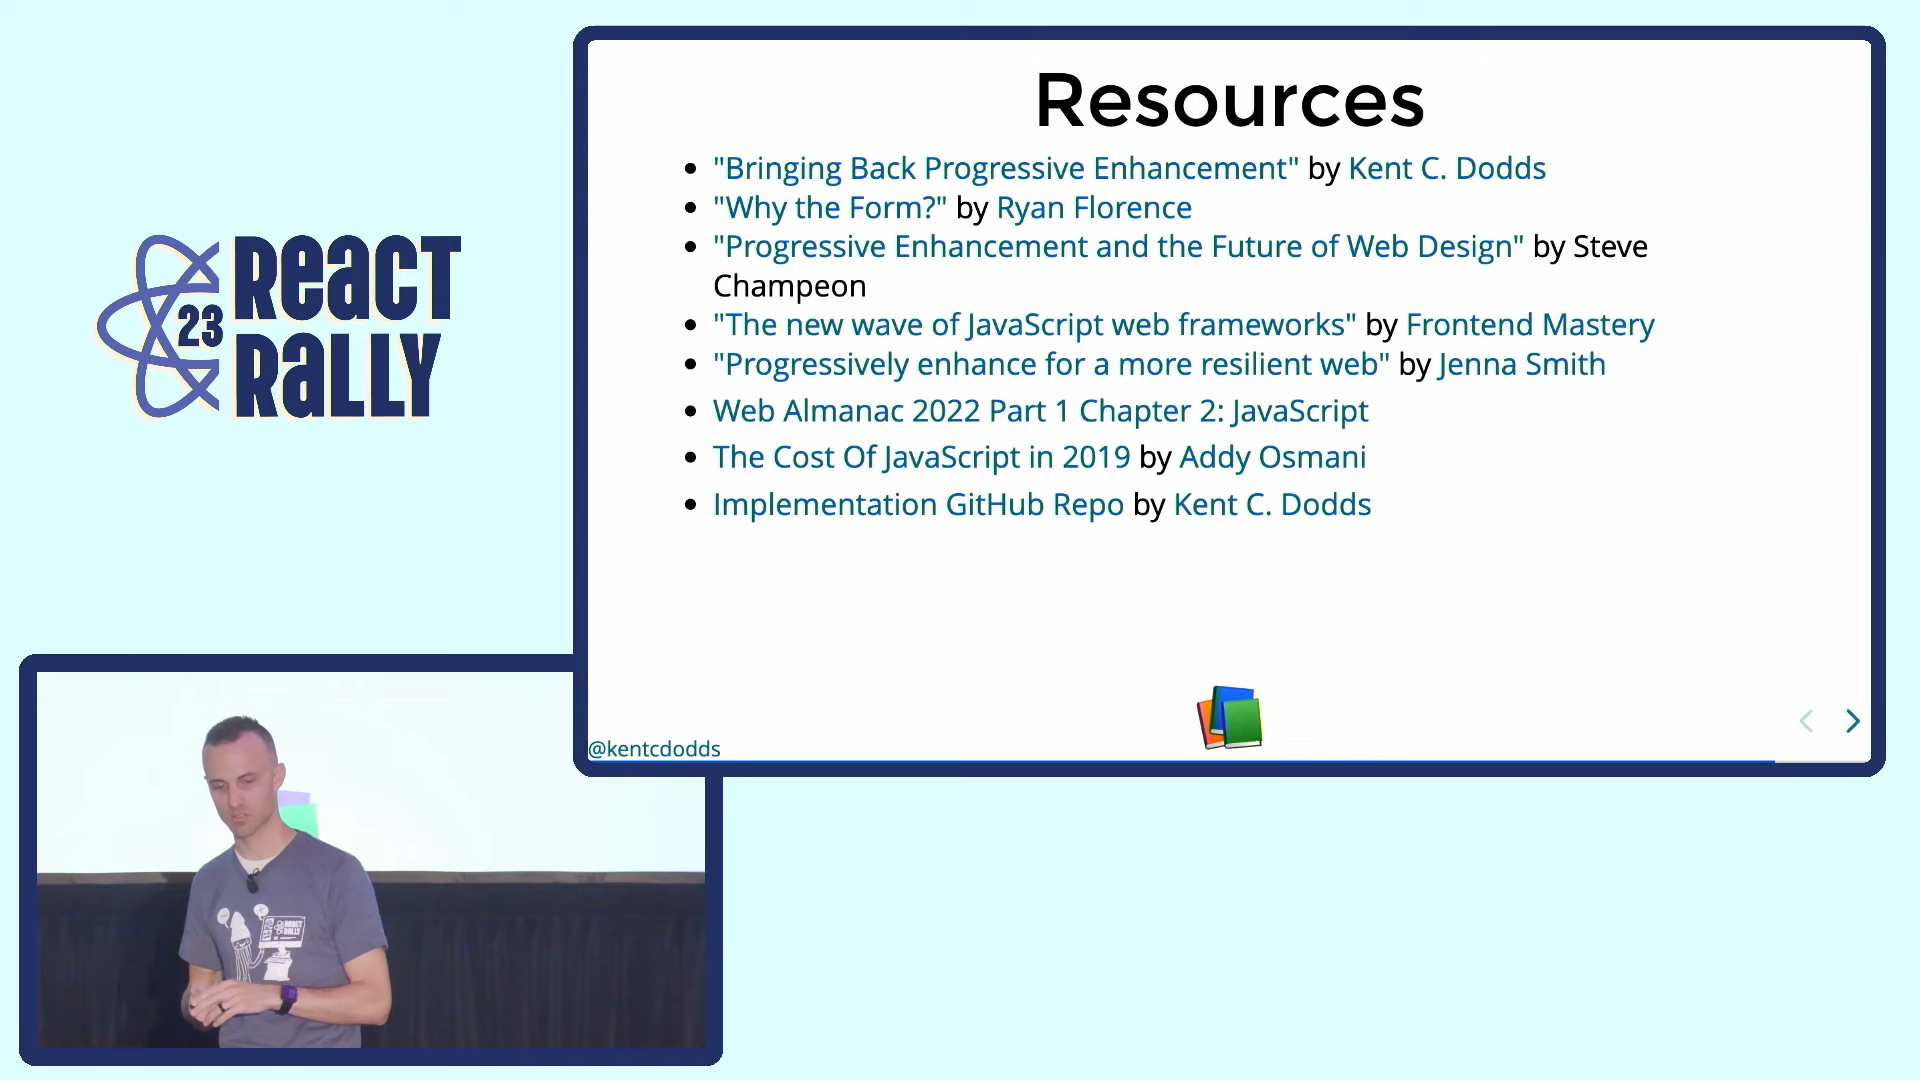 Resources
"Bringing Back Progressive Enhancement" by Kent C. Dodds
"Why the Form?" by Ryan Florence
"Progressive Enhancement and the Future of Web Design" by Steve
Champeon
"The new wave of JavaScript web frameworks" by Frontend Mastery
"Progressively enhance for a more resilient web" by Jenna Smith
Web Almanac 2022 Part 1 Chapter 2: JavaScript
The Cost Of JavaScript in 2019 by Addy Osmani
Implementation GitHub Repo by Kent C. Dodds
@kentcdodds
23
REACT
RALLY
REACT
RALLY